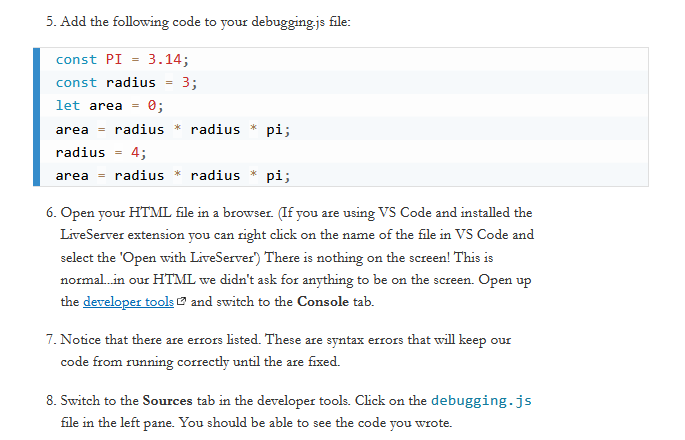 5. Add the following code to your debugging.js file:
const PI = 3.14;
const radius = 3;
let area = 0;
area = radius * radius * pi;
radius = 4;
area = radius * radius * pi;
6. Open your HTML file in a browser. (If you are using VS Code and installed the
LiveServer extension you can right click on the name of the file in VS Code and
select the 'Open with LiveServer') There is nothing on the screen! This is
normal...in our HTML we didn't ask for anything to be on the screen. Open up
the developer tools and switch to the Console tab.
7. Notice that there are errors listed. These are syntax errors that will keep our
code from running correctly until the are fixed.
8. Switch to the Sources tab in the developer tools. Click on the debugging.js
file in the left pane. You should be able to see the code you wrote.